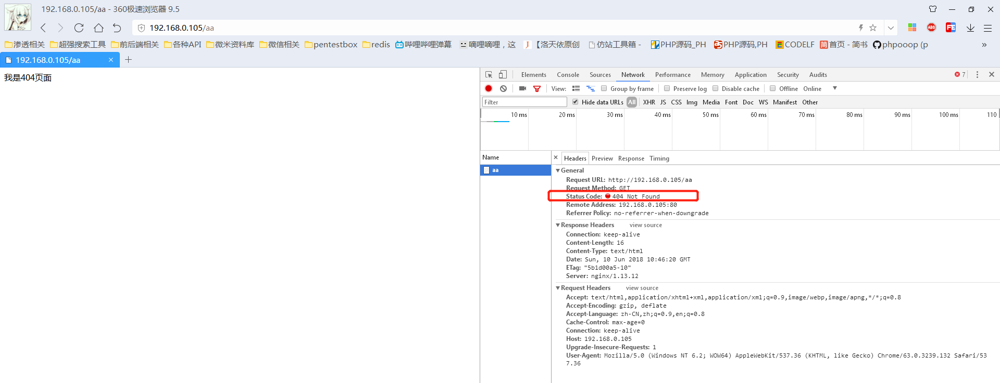 192.168.0.105/aa - 360极速浏览器 9.5
192.168.0.105/aa
ABS
渗透相关 超强搜索工具 前后端相关 各种API 微米资料库 微信相关 pentestbox redis 哔哩哔哩弹幕 嘀哩嘀哩，这 【洛天依原创 仿站工具箱 - PHP源码_PH PHP源码,PH CODELF 简 首页 - 简书 phpooop (p »
192.168.0.105/aa × +
我是404页面
Elements Console Sources Network Performance Memory Application Security Audits 7
View: Group by frame Preserve log Disable cache Offline Online
Filter Hide data URLs All XHR JS CSS Img Media Font Doc WS Manifest Other
10 ms 20 ms 30 ms 40 ms 50 ms 60 ms 70 ms 80 ms 90 ms 100 ms 110
Name × Headers Preview Response Timing
aa
General
Request URL: http://192.168.0.105/aa
Request Method: GET
Status Code: 404 Not Found
Remote Address: 192.168.0.105:80
Referrer Policy: no-referrer-when-downgrade
Response Headers view source
Connection: keep-alive
Content-Length: 16
Content-Type: text/html
Date: Sun, 10 Jun 2018 10:46:20 GMT
ETag: "5b1d00a5-10"
Server: nginx/1.13.12
Request Headers view source
Accept: text/html,application/xhtml+xml,application/xml;q=0.9,image/webp,image/apng,*/*;q=0.8
Accept-Encoding: gzip, deflate
Accept-Language: zh-CN,zh;q=0.9,en;q=0.8
Cache-Control: max-age=0
Connection: keep-alive
Host: 192.168.0.105
Upgrade-Insecure-Requests: 1
User-Agent: Mozilla/5.0 (Windows NT 6.2; WOW64) AppleWebKit/537.36 (KHTML, like Gecko) Chrome/63.0.3239.132 Safari/53
7.36